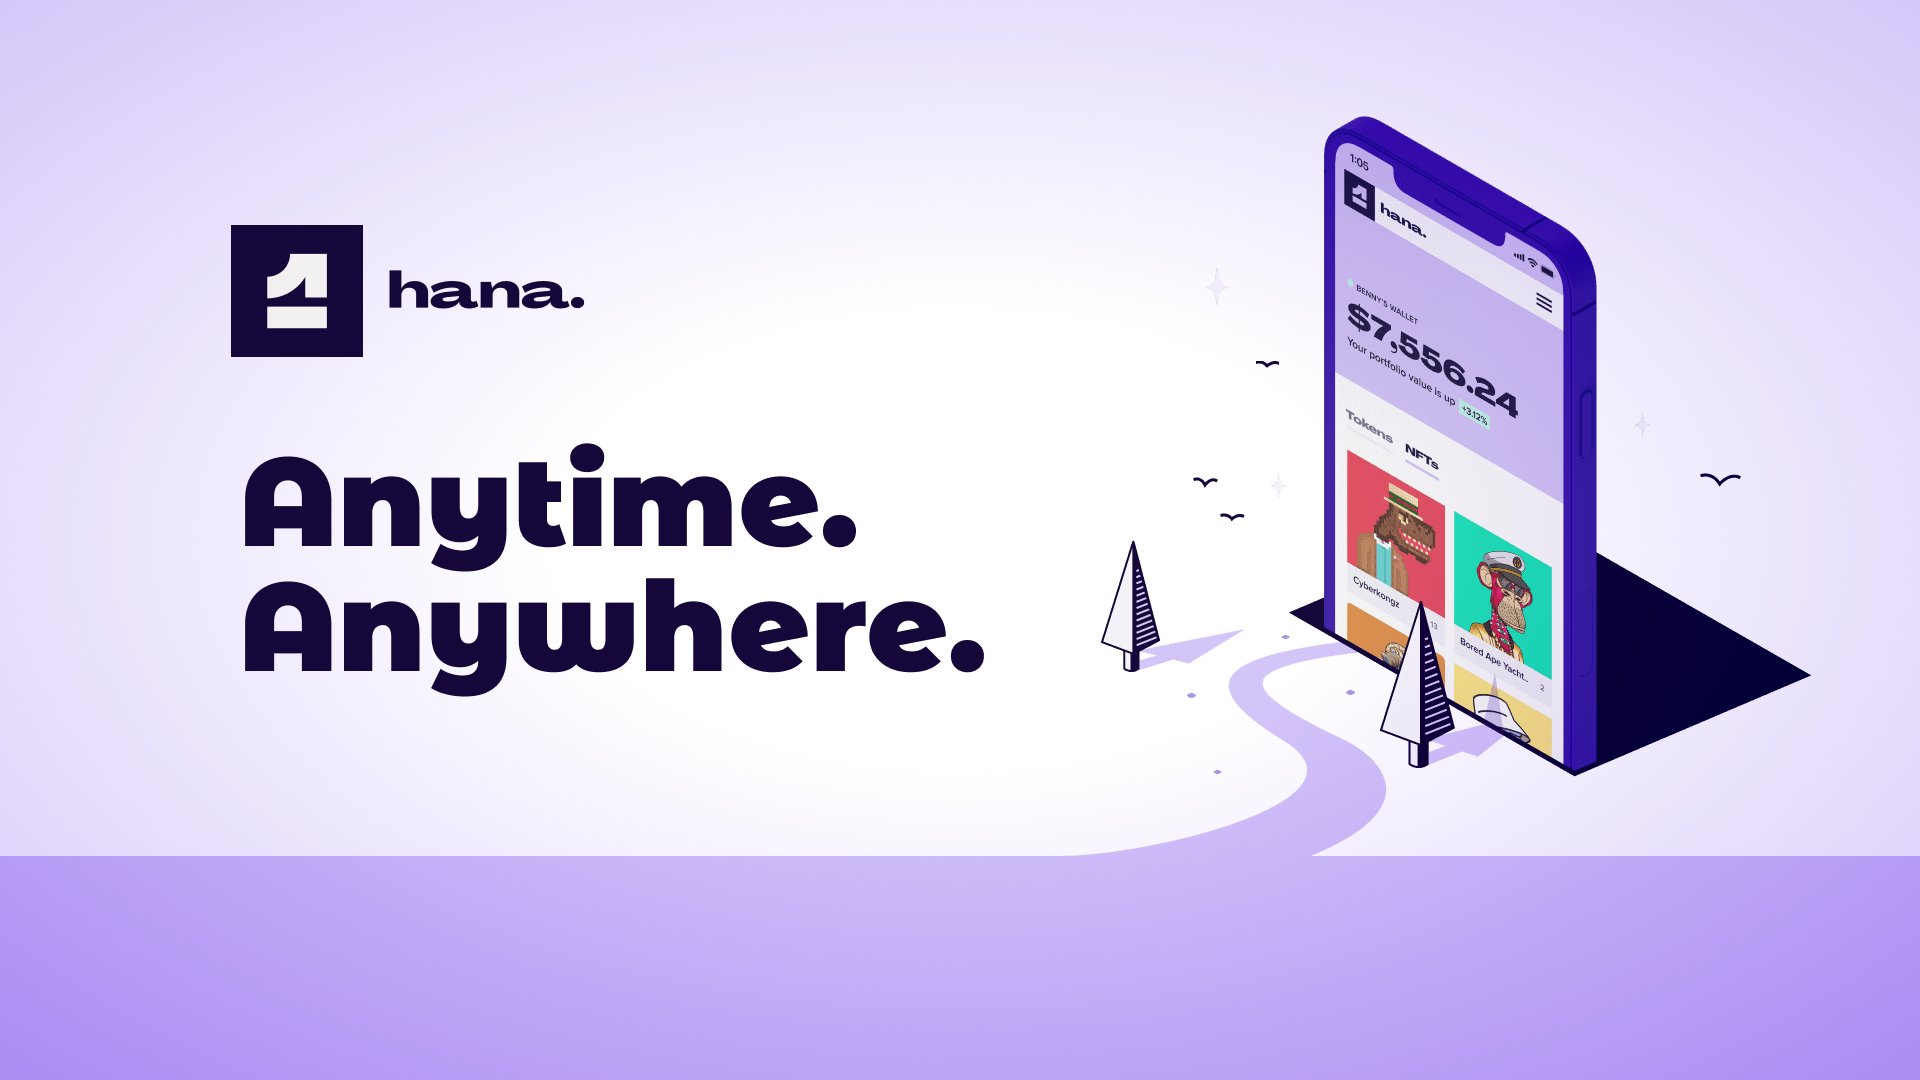 hana.
Anytime.
Anywhere.
1:05
hana.
BENNY'S WALLET
$7,556.24
Your portfolio value is up +3.12%
Tokens NFTs
Cyberkongz
13
Bored Ape Yacht..
2